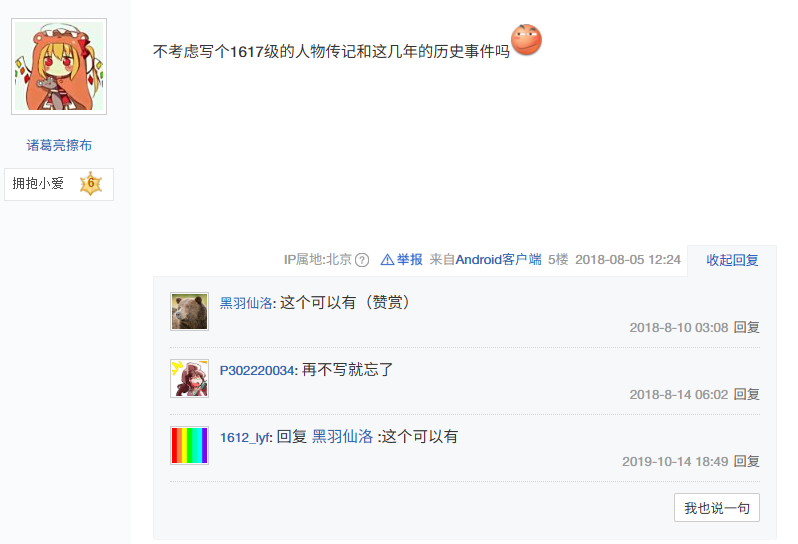 不考虑写个1617级的人物传记和这几年的历史事件吗
诸葛亮擦布
拥抱小爱 6
IP属地:北京 ? 举报 来自Android客户端 5楼 2018-08-05 12:24 收起回复
黑羽仙洛: 这个可以有（赞赏）
2018-8-10 03:08 回复
P302220034: 再不写就忘了
2018-8-14 06:02 回复
1612_lyf: 回复 黑羽仙洛 :这个可以有
2019-10-14 18:49 回复
我也说一句